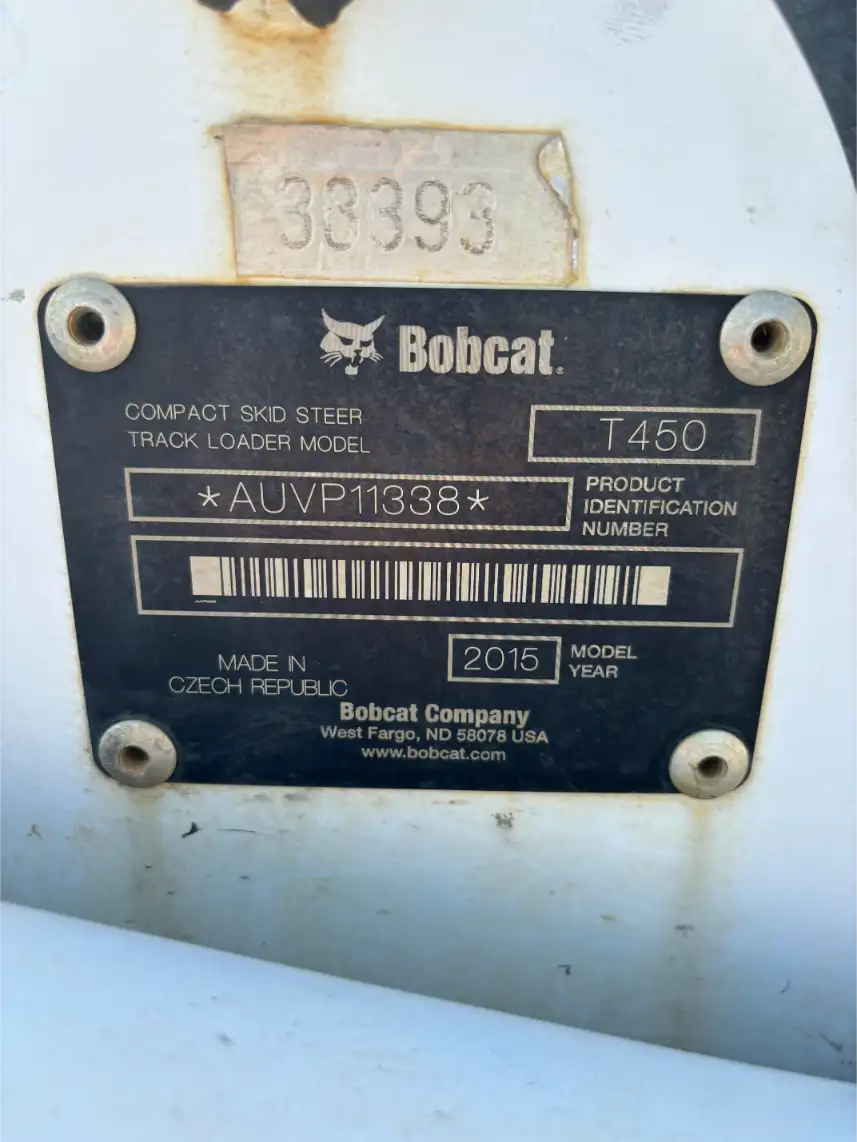 33393
Bobcat.
COMPACT SKID STEER
TRACK LOADER MODEL
T450
*AUVP11338*
PRODUCT
IDENTIFICATION
NUMBER
MADE IN
CZECH REPUBLIC
2015
MODEL
YEAR
Bobcat Company
West Fargo, ND 58078 USA
www.bobcat.com